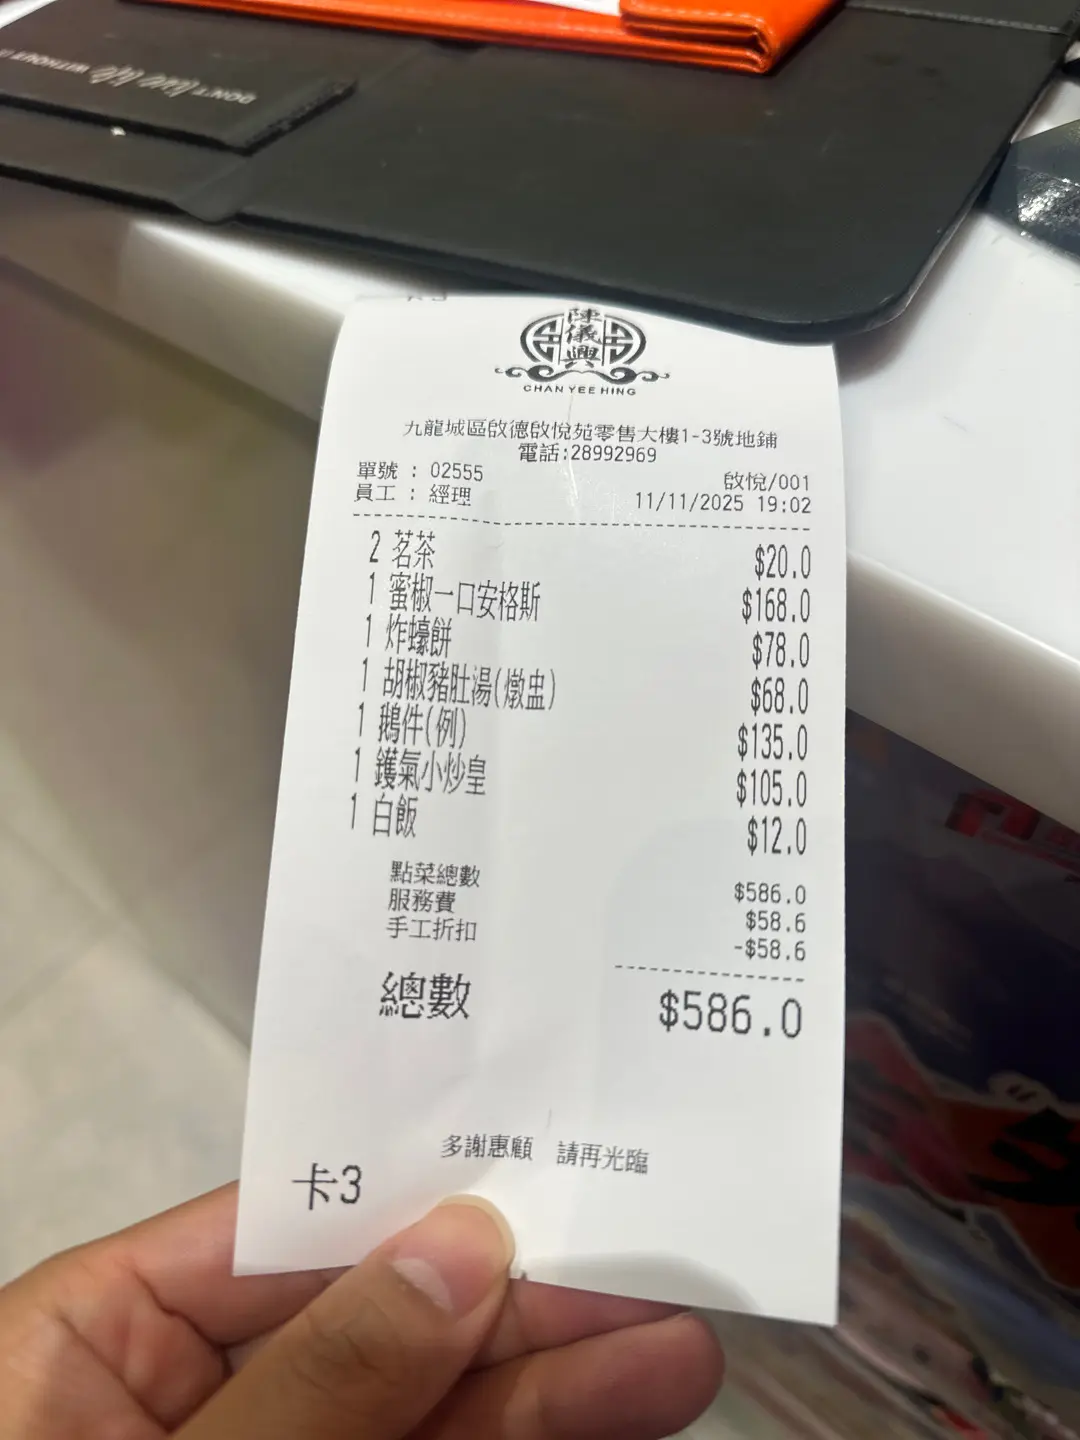 DON'T live life WITHOUT
陳儀興
CHAN YEE HING
九龍城區啟德啟悅苑零售大樓1-3號地鋪
電話:28992969
單號 : 02555 啟悅/001
員工 : 經理 11/11/2025 19:02
2 茗茶 $20.0
1 蜜椒一口安格斯 $168.0
1 炸蠔餅 $78.0
1 胡椒豬肚湯(燉盅) $68.0
1 鵝件(例) $135.0
1 鑊氣小炒皇 $105.0
1 白飯 $12.0
點菜總數 $586.0
服務費 $58.6
手工折扣 -$58.6
總數 $586.0
多謝惠顧 請再光臨
卡3